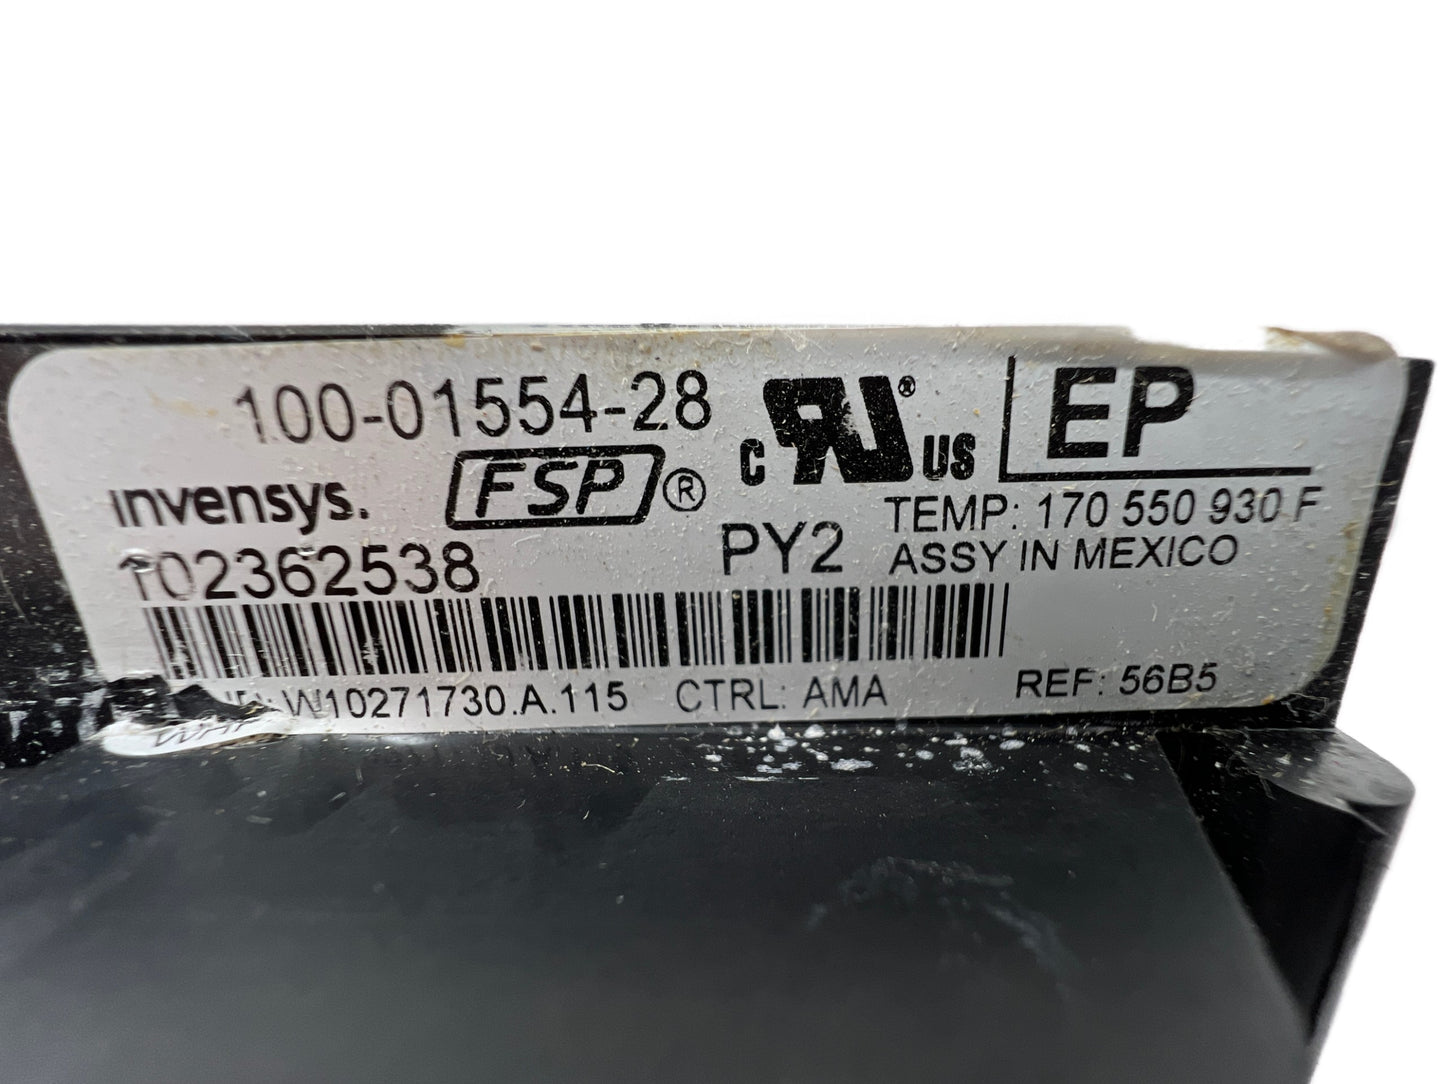 100-01554-28
invensys. FSP®
c RU® US
EP
TEMP: 170 550 930 F
102362538 PY2 ASSY IN MEXICO
W10271730.A.115 CTRL: AMA REF: 56B5